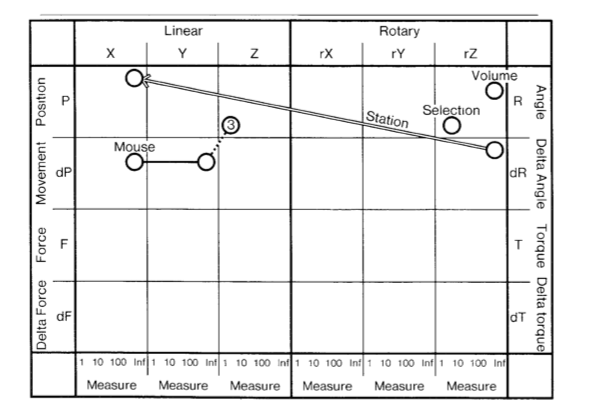 Linear Rotary
X Y Z rX rY rZ
Position P Volume R Angle
Selection
Station
3
Movement dP Mouse dR Delta Angle
Force F T Torque
Delta Force dF dT Delta torque
1 10 100 Inf 1 10 100 Inf 1 10 100 Inf 1 10 100 Inf 1 10 100 Inf 1 10 100 Inf
Measure Measure Measure Measure Measure Measure